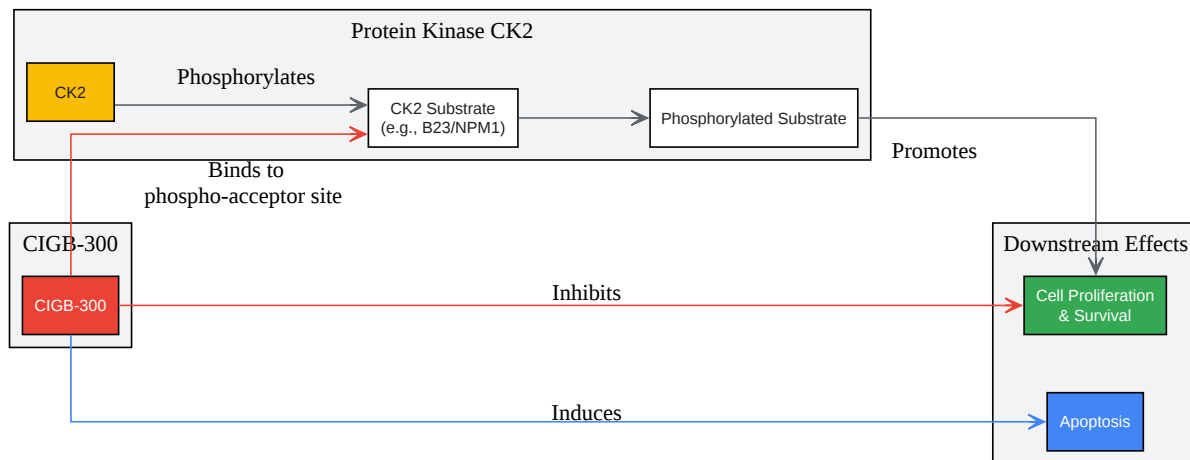 Protein Kinase CK2
CK2
Phosphorylates
CK2 Substrate
(e.g., B23/NPM1)
Phosphorylated Substrate
Promotes
Binds to
phospho-acceptor site
CIGB-300
CIGB-300
Inhibits
Induces
Downstream Effects
Cell Proliferation
& Survival
Apoptosis